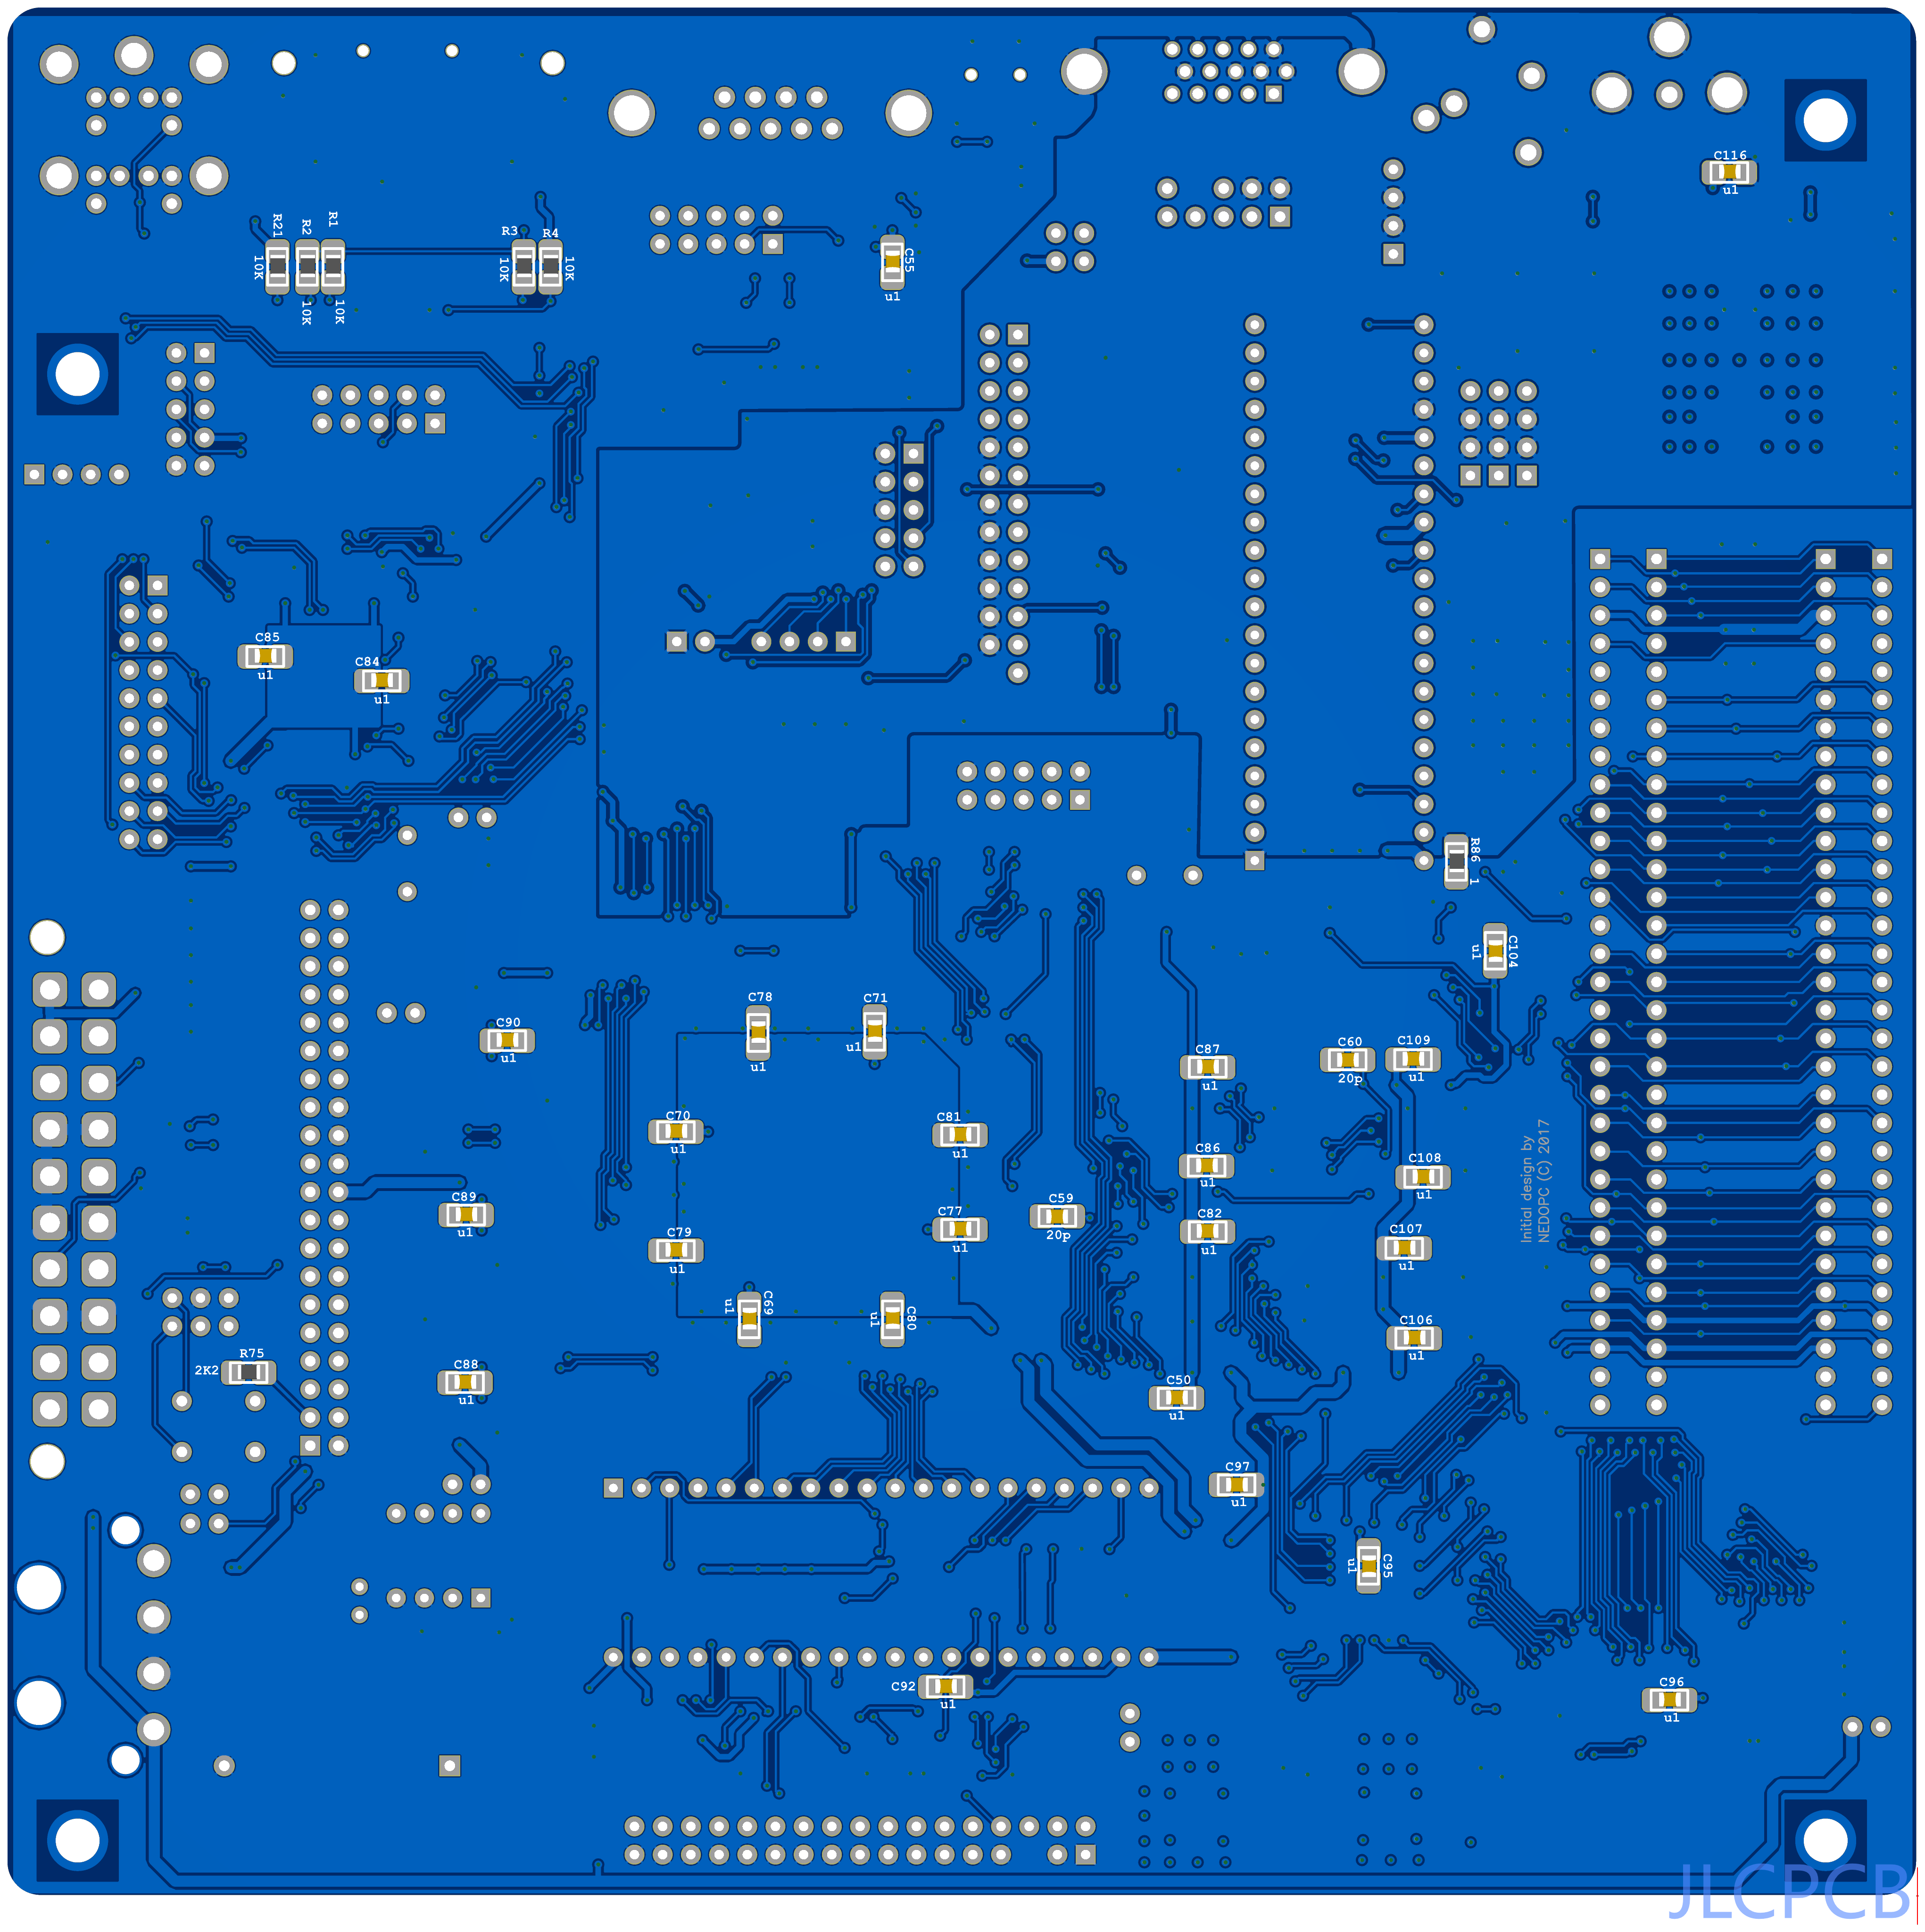 C116
u1
R21
R2
R1
10K
10K
10K
R3
R4
10K
10K
C55
u1
C85
u1
C84
u1
R86
1
C104
u1
C78
u1
C71
u1
C90
u1
C87
u1
C60
20p
C109
u1
C70
u1
C81
u1
Initial design by
NEDOPC (C) 2017
C86
u1
C108
u1
C89
u1
C59
20p
C77
u1
C82
u1
C79
u1
C107
u1
C69
u1
C80
u1
C106
u1
R75
2K2
C88
u1
C50
u1
C97
u1
C95
u1
C92
u1
C96
u1
JLCPCB